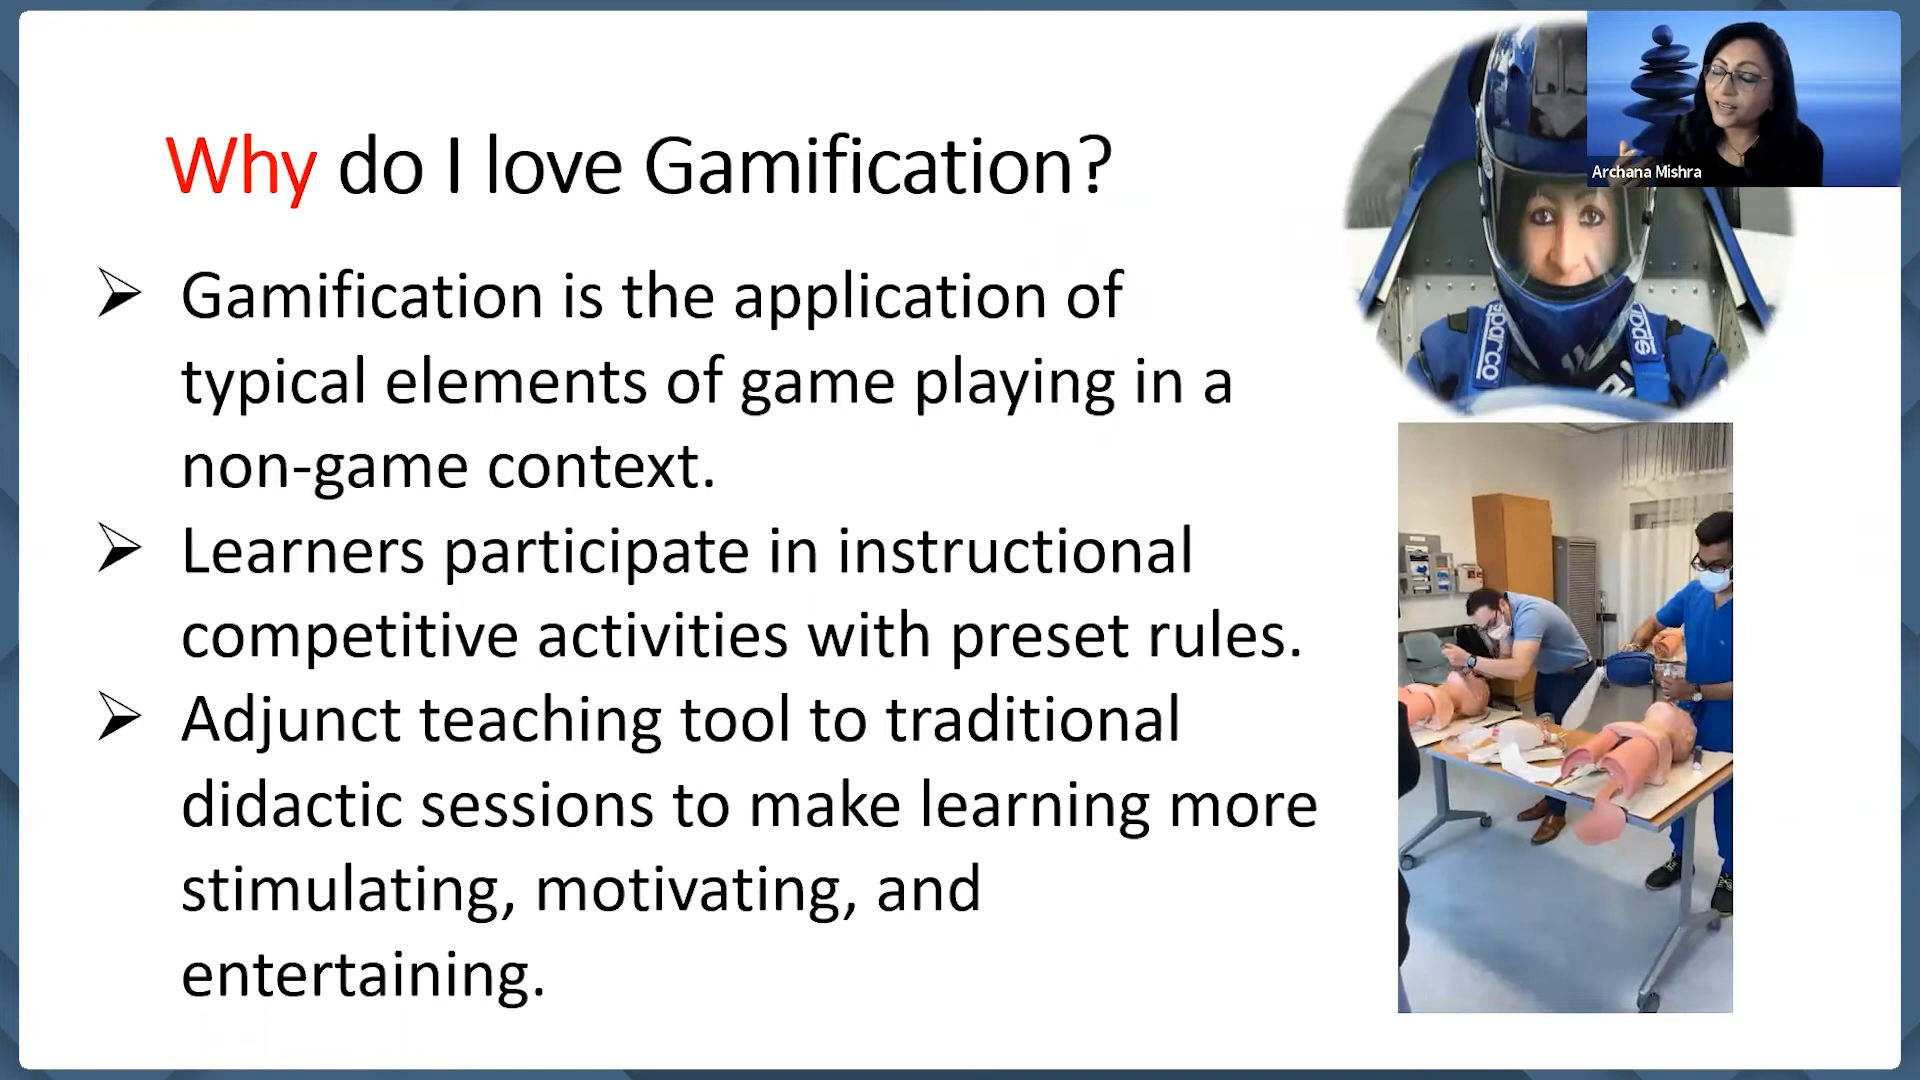 Archana Mishra
Why do I love Gamification?
Gamification is the application of
typical elements of game playing in a
non-game context.
Learners participate in instructional
competitive activities with preset rules.
Adjunct teaching tool to traditional
didactic sessions to make learning more
stimulating, motivating, and
entertaining.
sparco
sparco